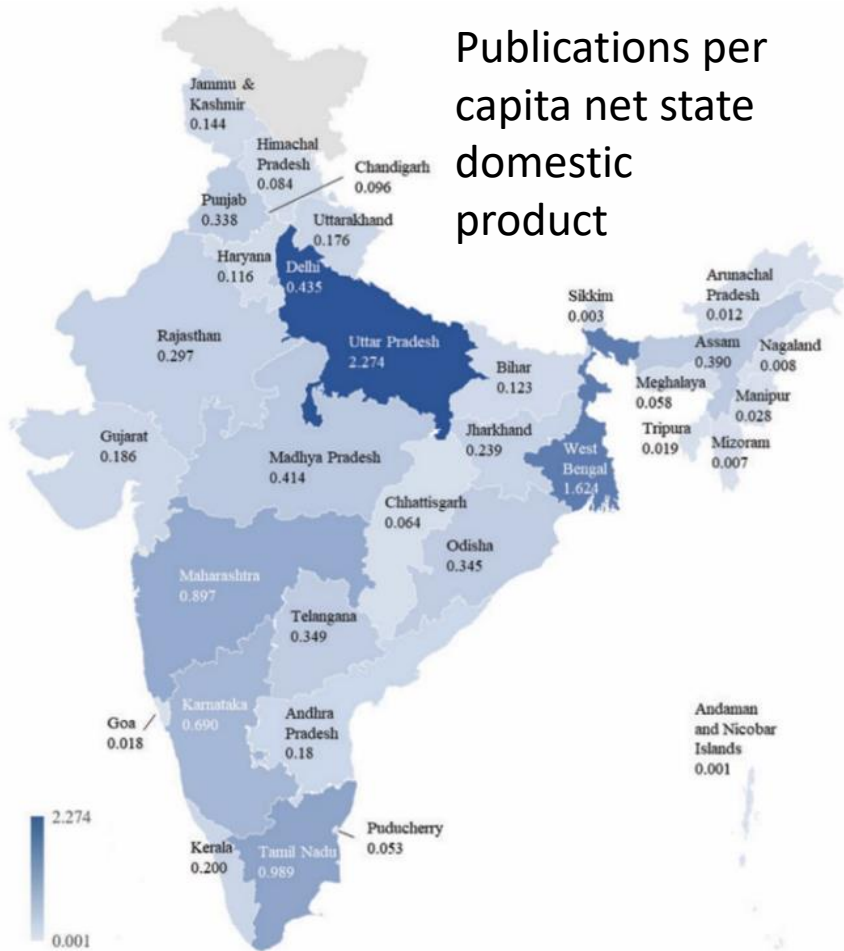 Publications per
capita net state
domestic
product
Jammu &
Kashmir
0.144
Himachal
Pradesh
0.084
Chandigarh
0.096
Punjab
0.338
Uttarakhand
0.176
Haryana
0.116
Delhi
0.435
Rajasthan
0.297
Uttar Pradesh
2.274
Bihar
0.123
Sikkim
0.003
Arunachal
Pradesh
0.012
Assam
0.390
Nagaland
0.008
Meghalaya
0.058
Manipur
0.028
Tripura
0.019
Mizoram
0.007
Gujarat
0.186
Madhya Pradesh
0.414
Jharkhand
0.239
West
Bengal
1.624
Chhattisgarh
0.064
Odisha
0.345
Maharashtra
0.897
Telangana
0.349
Karnataka
0.690
Goa
0.018
Andhra
Pradesh
0.18
Andaman
and Nicobar
Islands
0.001
Kerala
0.200
Tamil Nadu
0.989
Puducherry
0.053
2.274
0.001